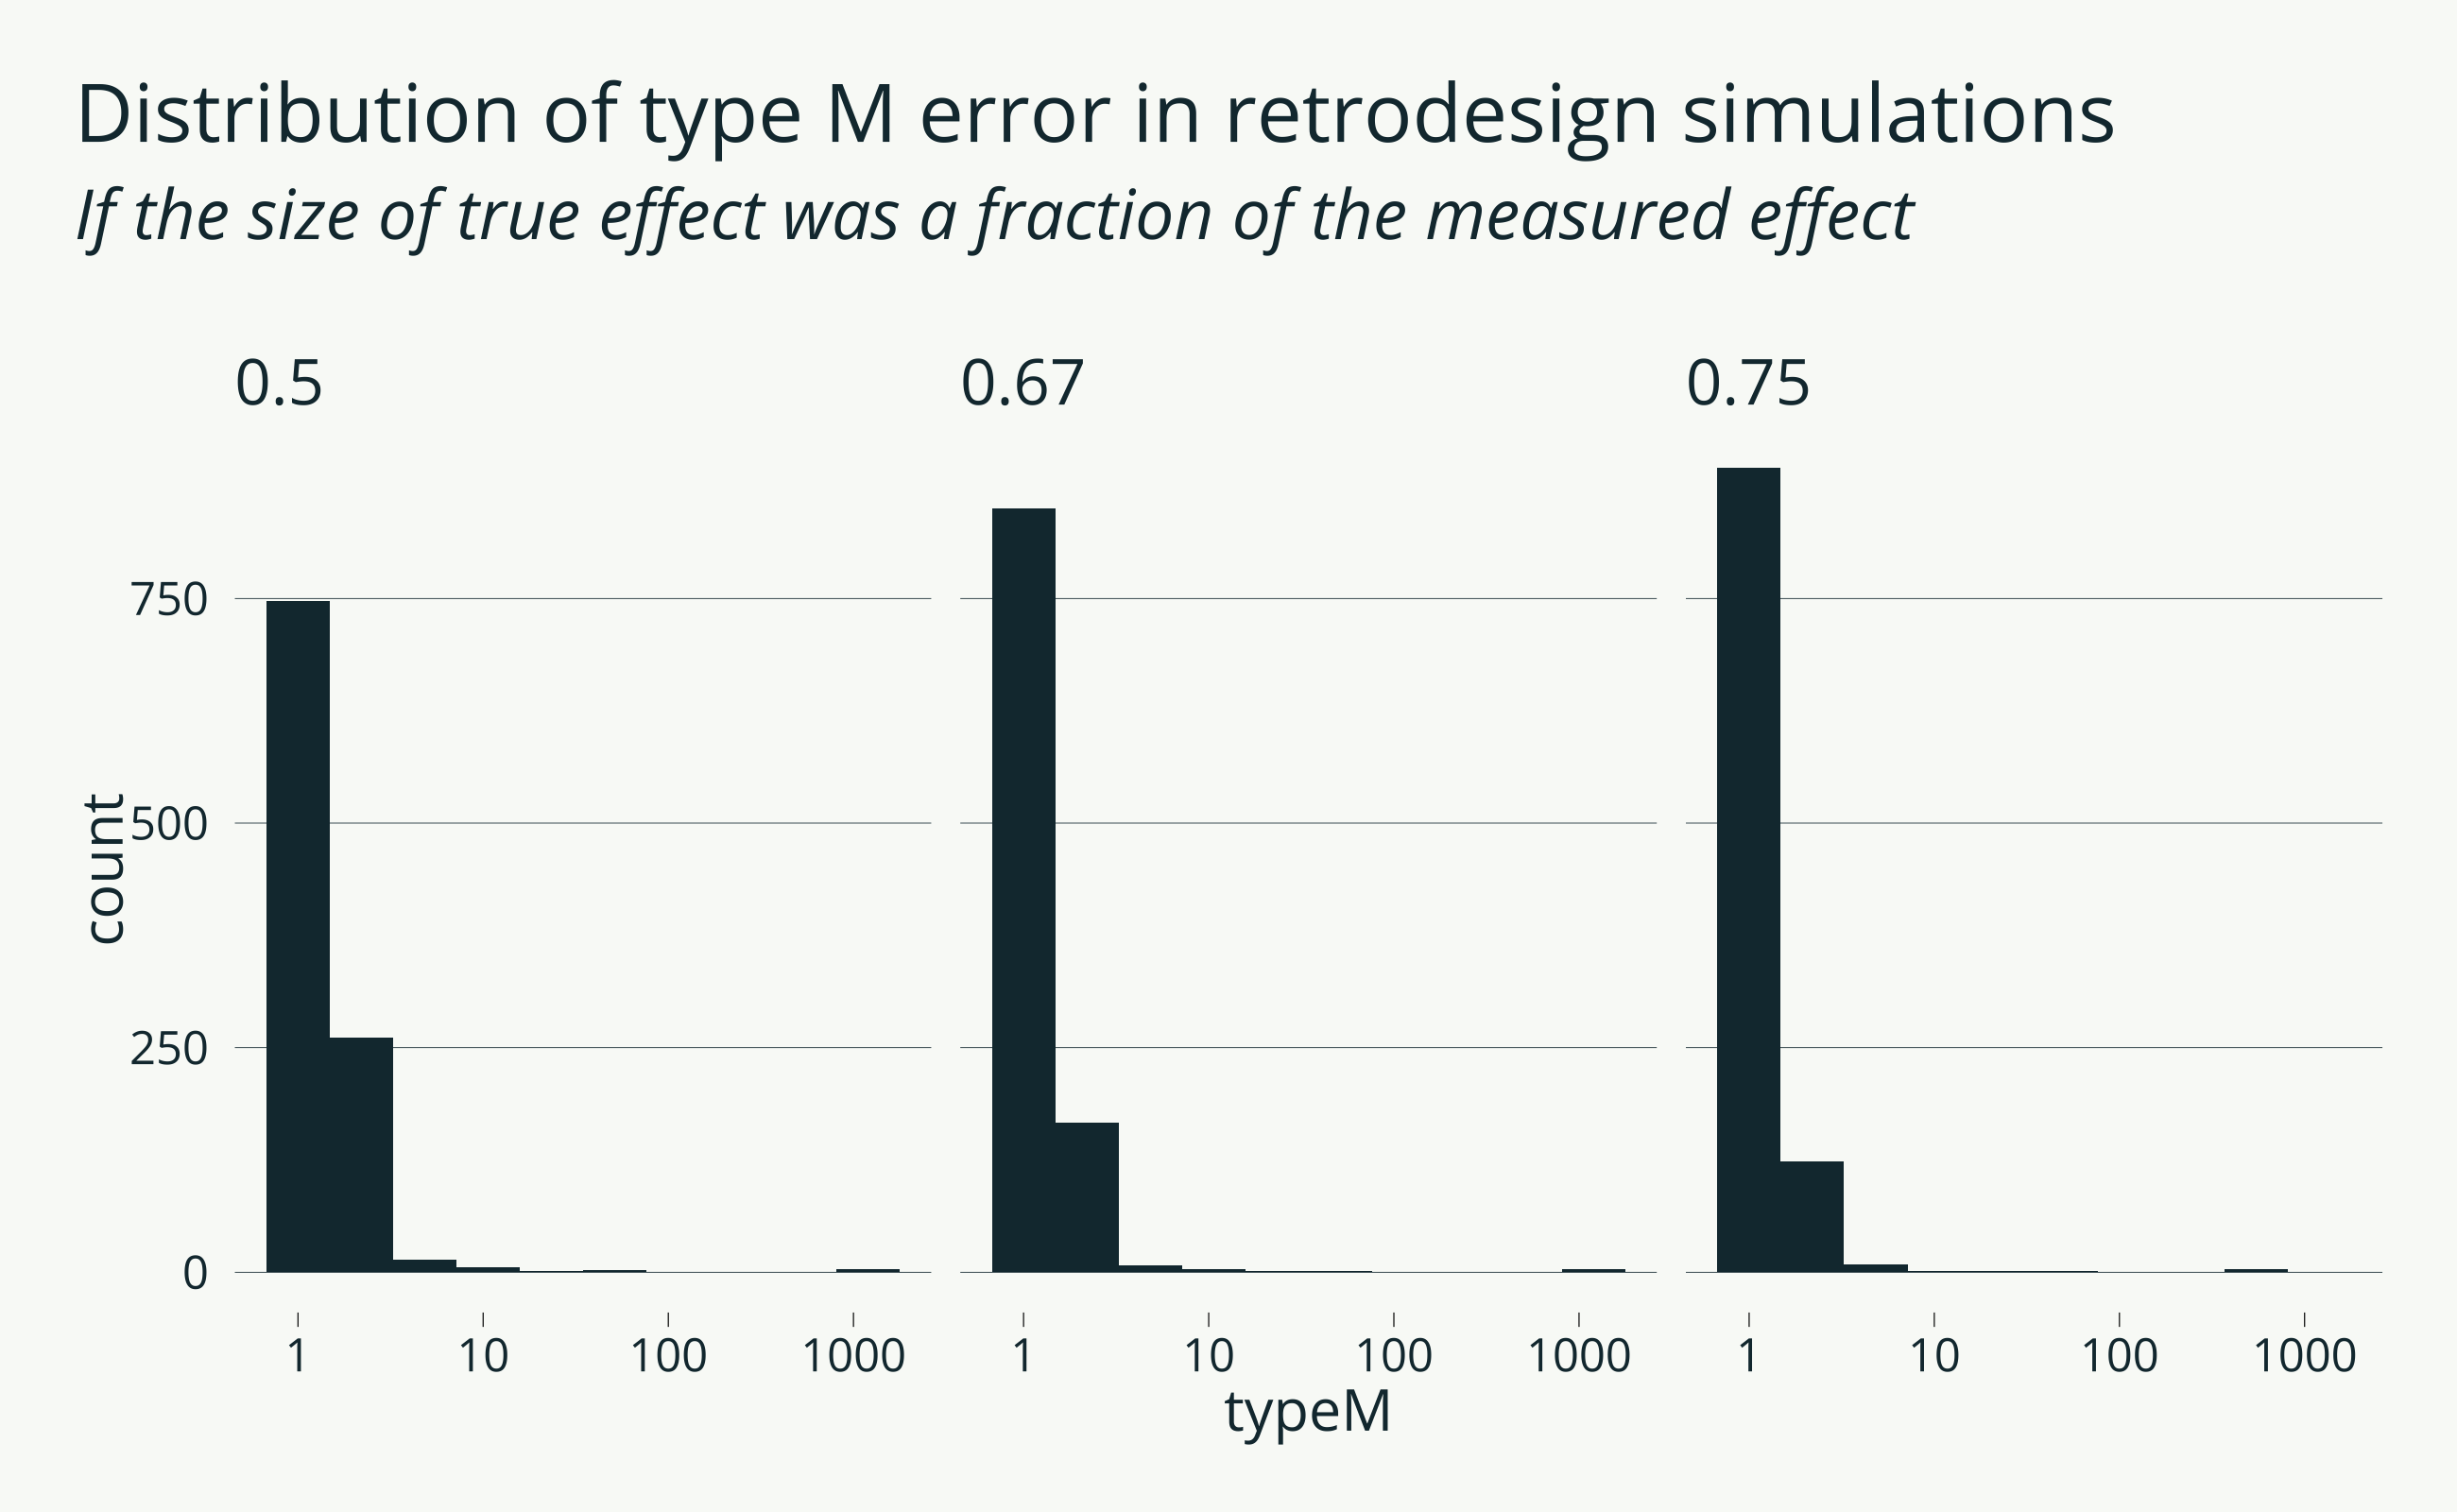 Distribution of type M error in retrodesign simulations
If the size of true effect was a fraction of the measured effect
0.5 0.67 0.75
750
500
250
0
count
1 10 100 1000 1 10 100 1000 1 10 100 1000
typeM